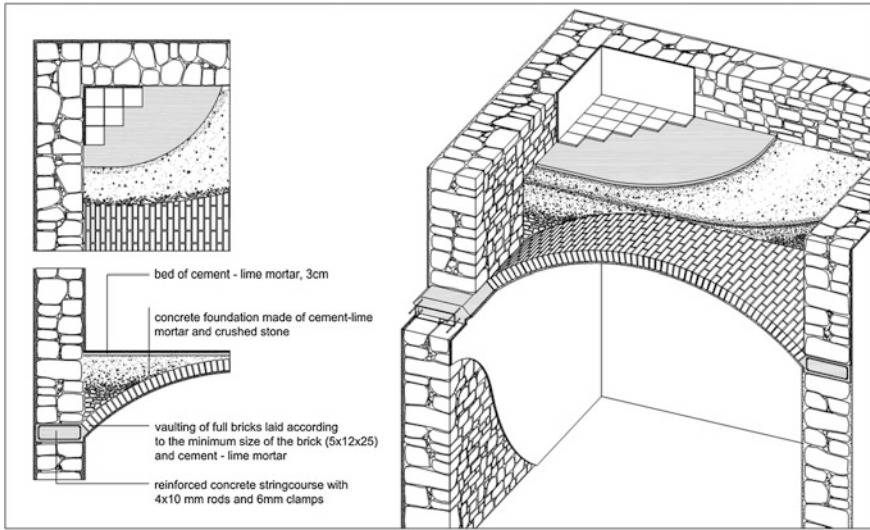 bed of cement - lime mortar, 3cm
concrete foundation made of cement-lime
mortar and crushed stone
vaulting of full bricks laid according
to the minimum size of the brick (5x12x25)
and cement - lime mortar
reinforced concrete stringcourse with
4x10 mm rods and 6mm clamps